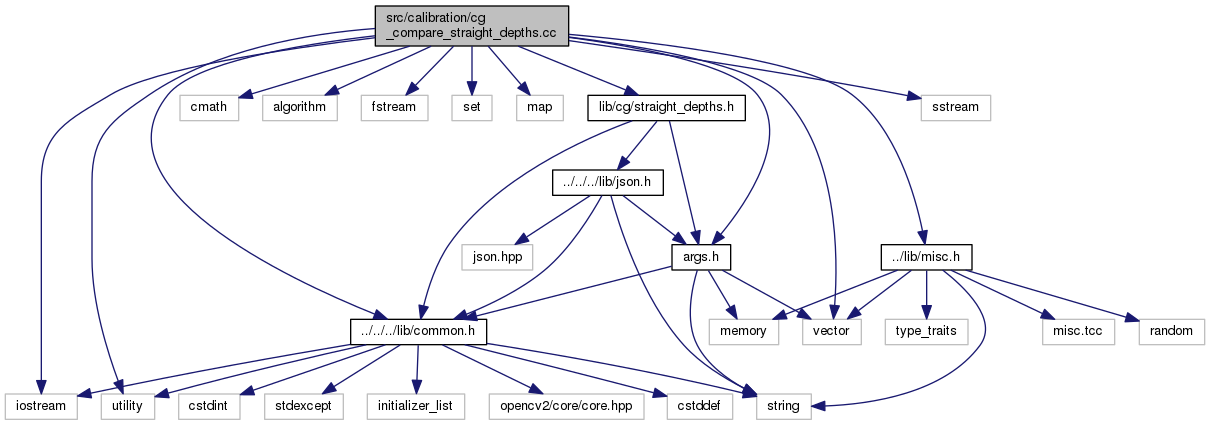 src/calibration/cg
_compare_straight_depths.cc
cmath
algorithm
fstream
set
map
lib/cg/straight_depths.h
sstream
../../../lib/json.h
json.hpp
args.h
../lib/misc.h
../../../lib/common.h
memory
vector
type_traits
misc.tcc
random
iostream
utility
cstdint
stdexcept
initializer_list
opencv2/core/core.hpp
cstddef
string